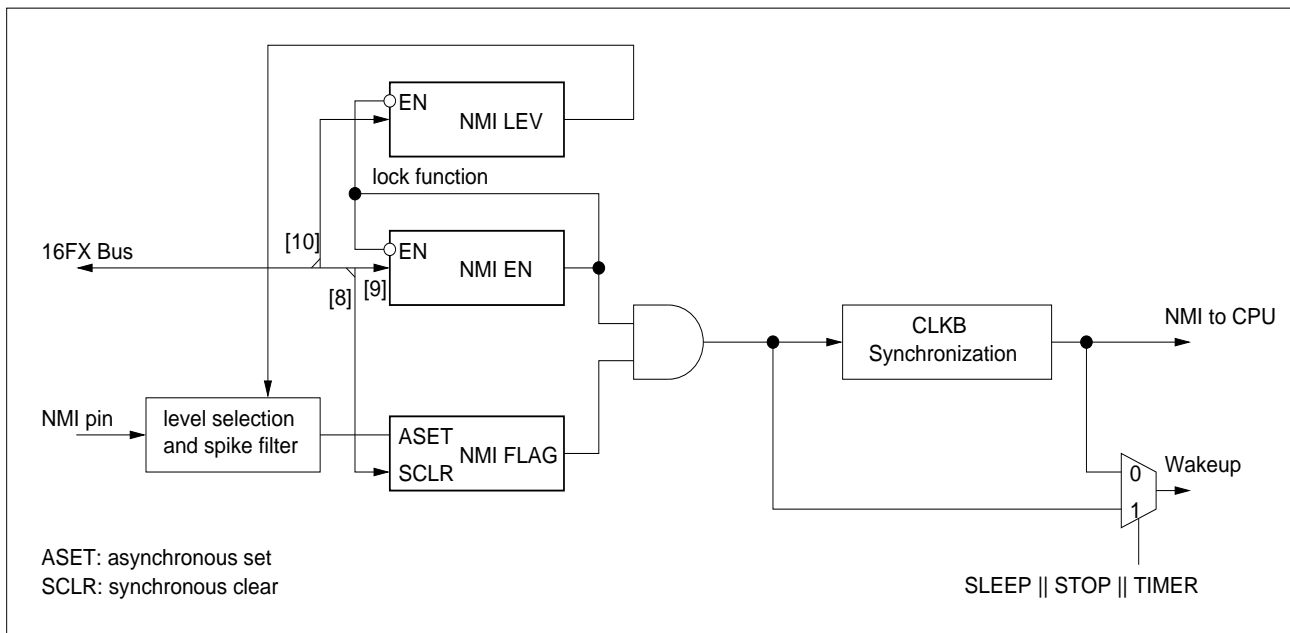 EN
NMI LEV
lock function
[10]
16FX Bus
EN
NMI EN
[9]
[8]
CLKB
Synchronization
NMI to CPU
NMI pin
level selection
and spike filter
ASET
NMI FLAG
SCLR
0
Wakeup
1
ASET: asynchronous set
SCLR: synchronous clear
SLEEP || STOP || TIMER